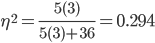 η² = 5(3) / 5(3)+36 = 0.294